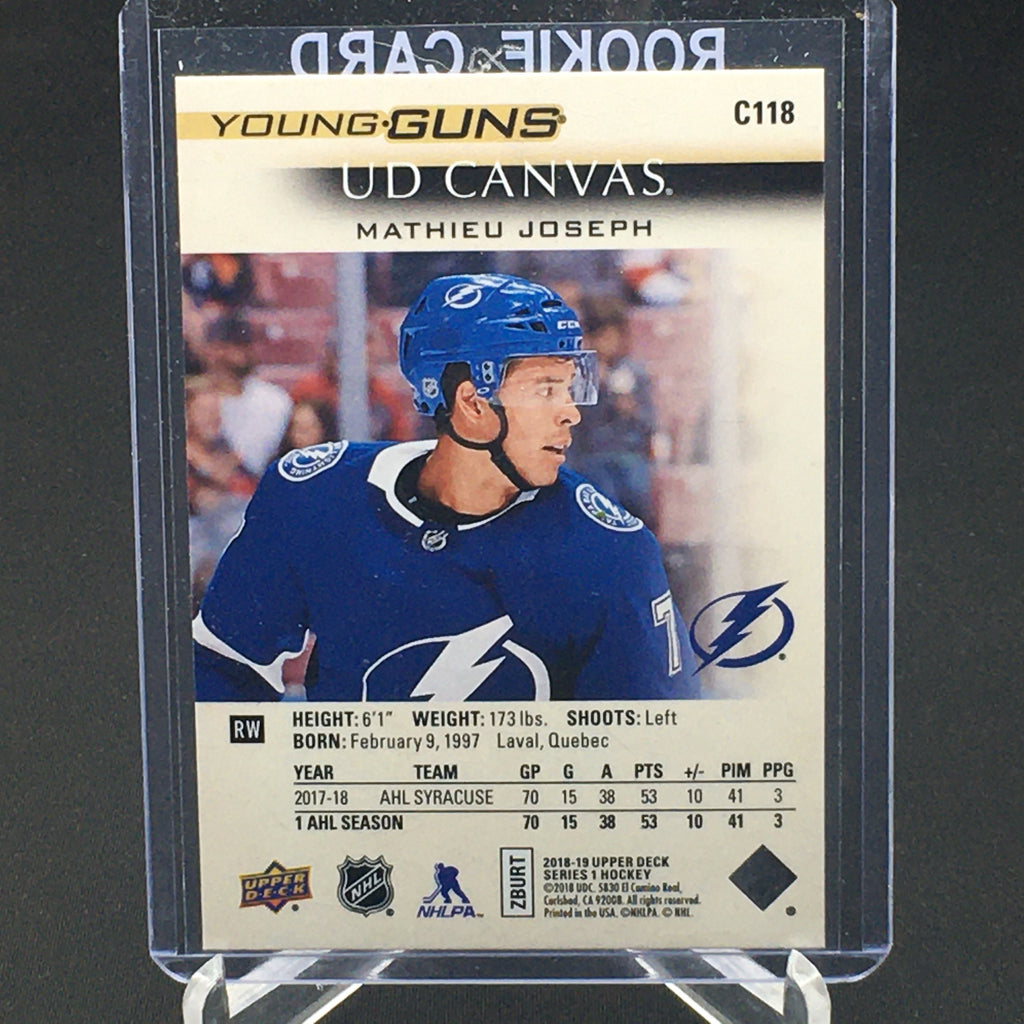 ROOKIE CARD
YOUNG·GUNS®
C118
UD CANVAS®
MATHIEU JOSEPH
CCM
LIGHTNING
7
RW
HEIGHT: 6'1" WEIGHT: 173 lbs. SHOOTS: Left
BORN: February 9, 1997 Laval, Quebec
YEAR TEAM GP G A PTS +/- PIM PPG
2017-18 AHL SYRACUSE 70 15 38 53 10 41 3
1 AHL SEASON 70 15 38 53 10 41 3
UPPER DECK
NHL
NHLPA™
ZBURT
2018-19 UPPER DECK
SERIES 1 HOCKEY
©2018 UDC. 5830 El Camino Real,
Carlsbad, CA 92008. All rights reserved.
Printed in the USA. ©NHLPA. © NHL.